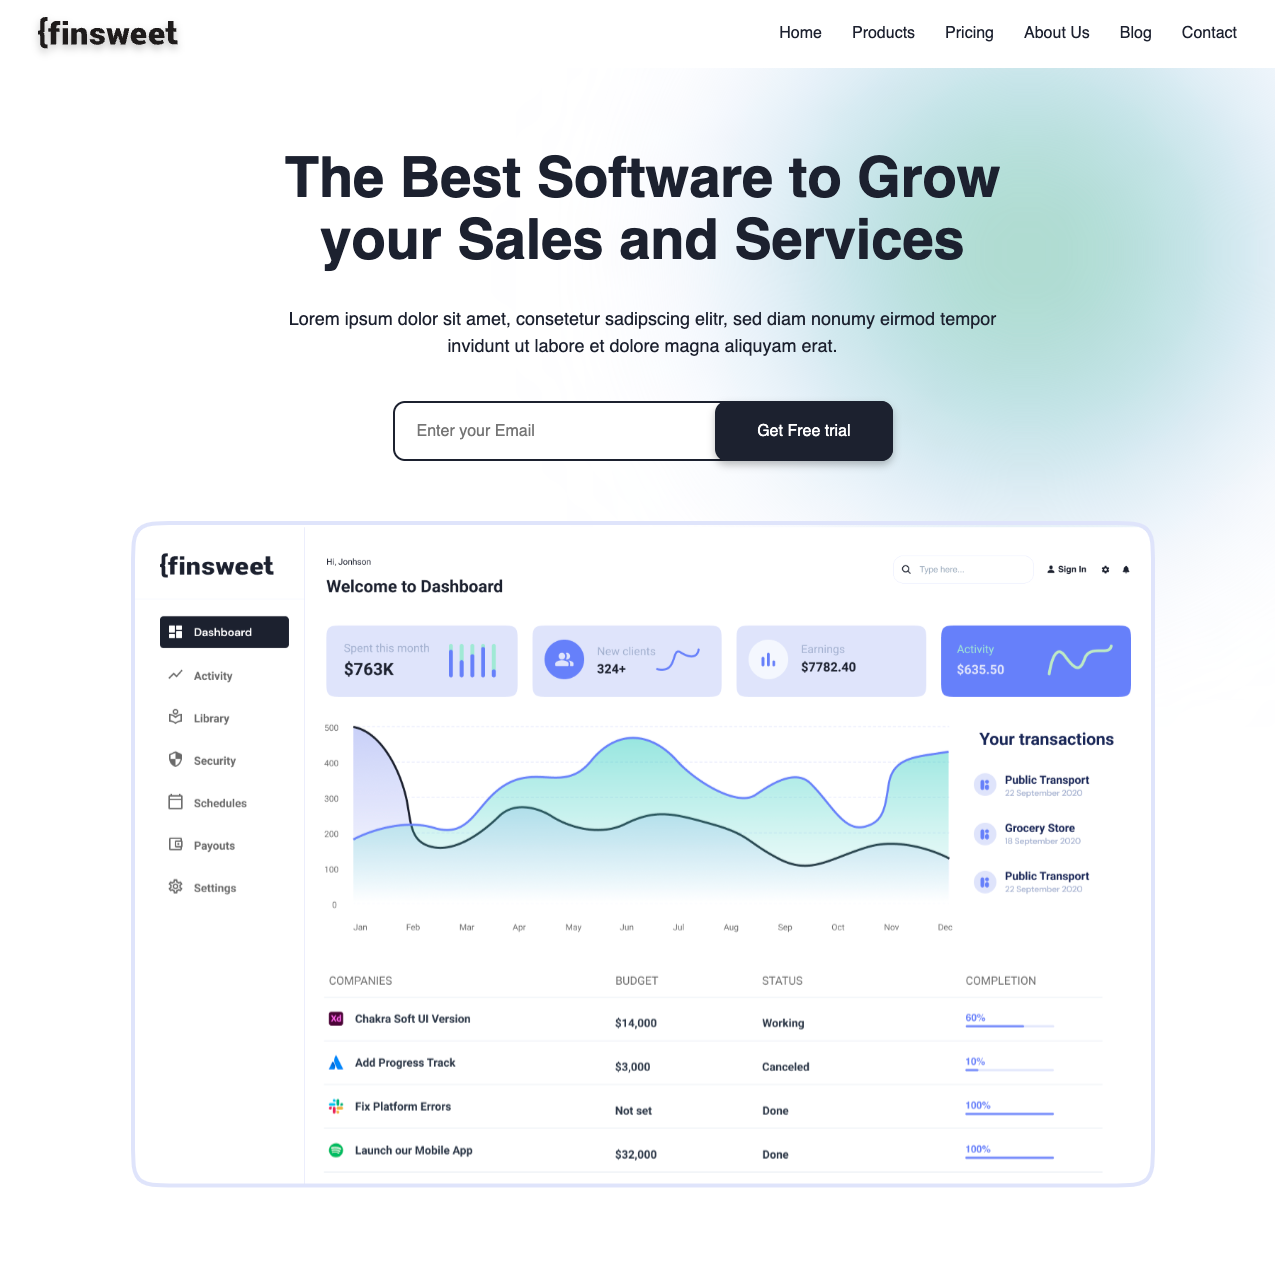 {finsweet
Home Products Pricing About Us Blog Contact
The Best Software to Grow
your Sales and Services
Lorem ipsum dolor sit amet, consetetur sadipscing elitr, sed diam nonumy eirmod tempor
invidunt ut labore et dolore magna aliquyam erat.
Enter your Email
Get Free trial
{finsweet
Dashboard
Activity
Library
Security
Schedules
Payouts
Settings
Hi, Jonhson
Welcome to Dashboard
Type here...
Sign In
Spent this month
$763K
New clients
324+
Earnings
$7782.40
Activity
$635.50
500
400
300
200
100
0
Jan Feb Mar Apr May Jun Jul Aug Sep Oct Nov Dec
Your transactions
Public Transport
22 September 2020
Grocery Store
18 September 2020
Public Transport
22 September 2020
COMPANIES BUDGET STATUS COMPLETION
Xd Chakra Soft UI Version $14,000 Working 60%
Add Progress Track $3,000 Canceled 10%
Fix Platform Errors Not set Done 100%
Launch our Mobile App $32,000 Done 100%